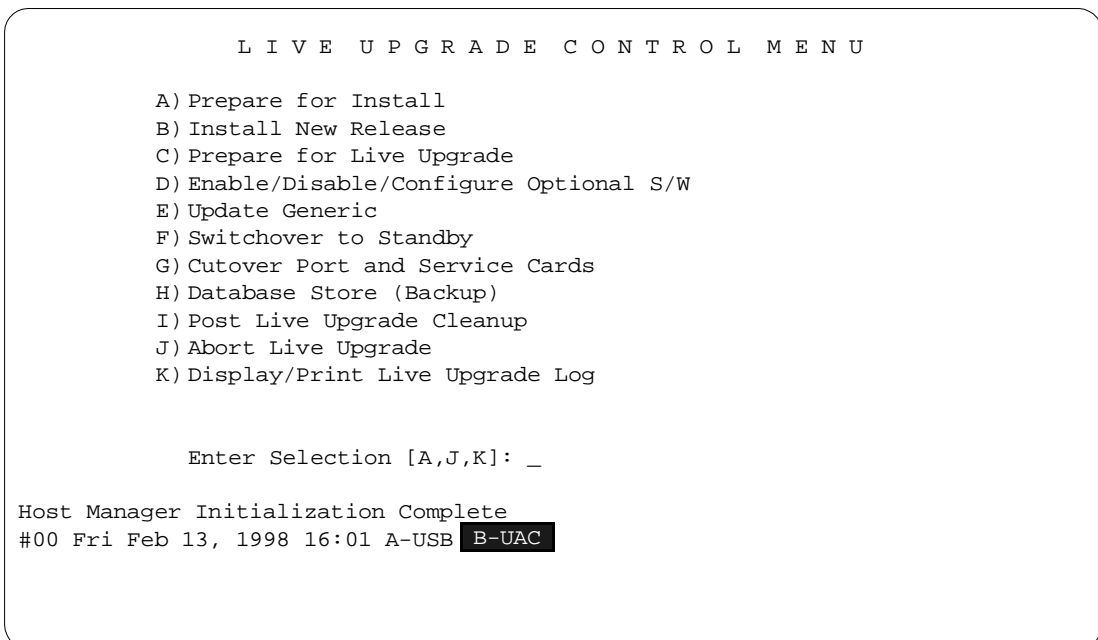 L I V E U P G R A D E C O N T R O L M E N U
A) Prepare for Install
B) Install New Release
C) Prepare for Live Upgrade
D) Enable/Disable/Configure Optional S/W
E) Update Generic
F) Switchover to Standby
G) Cutover Port and Service Cards
H) Database Store (Backup)
I) Post Live Upgrade Cleanup
J) Abort Live Upgrade
K) Display/Print Live Upgrade Log
Enter Selection [A,J,K]: _
Host Manager Initialization Complete
#00 Fri Feb 13, 1998 16:01 A-USB B-UAC